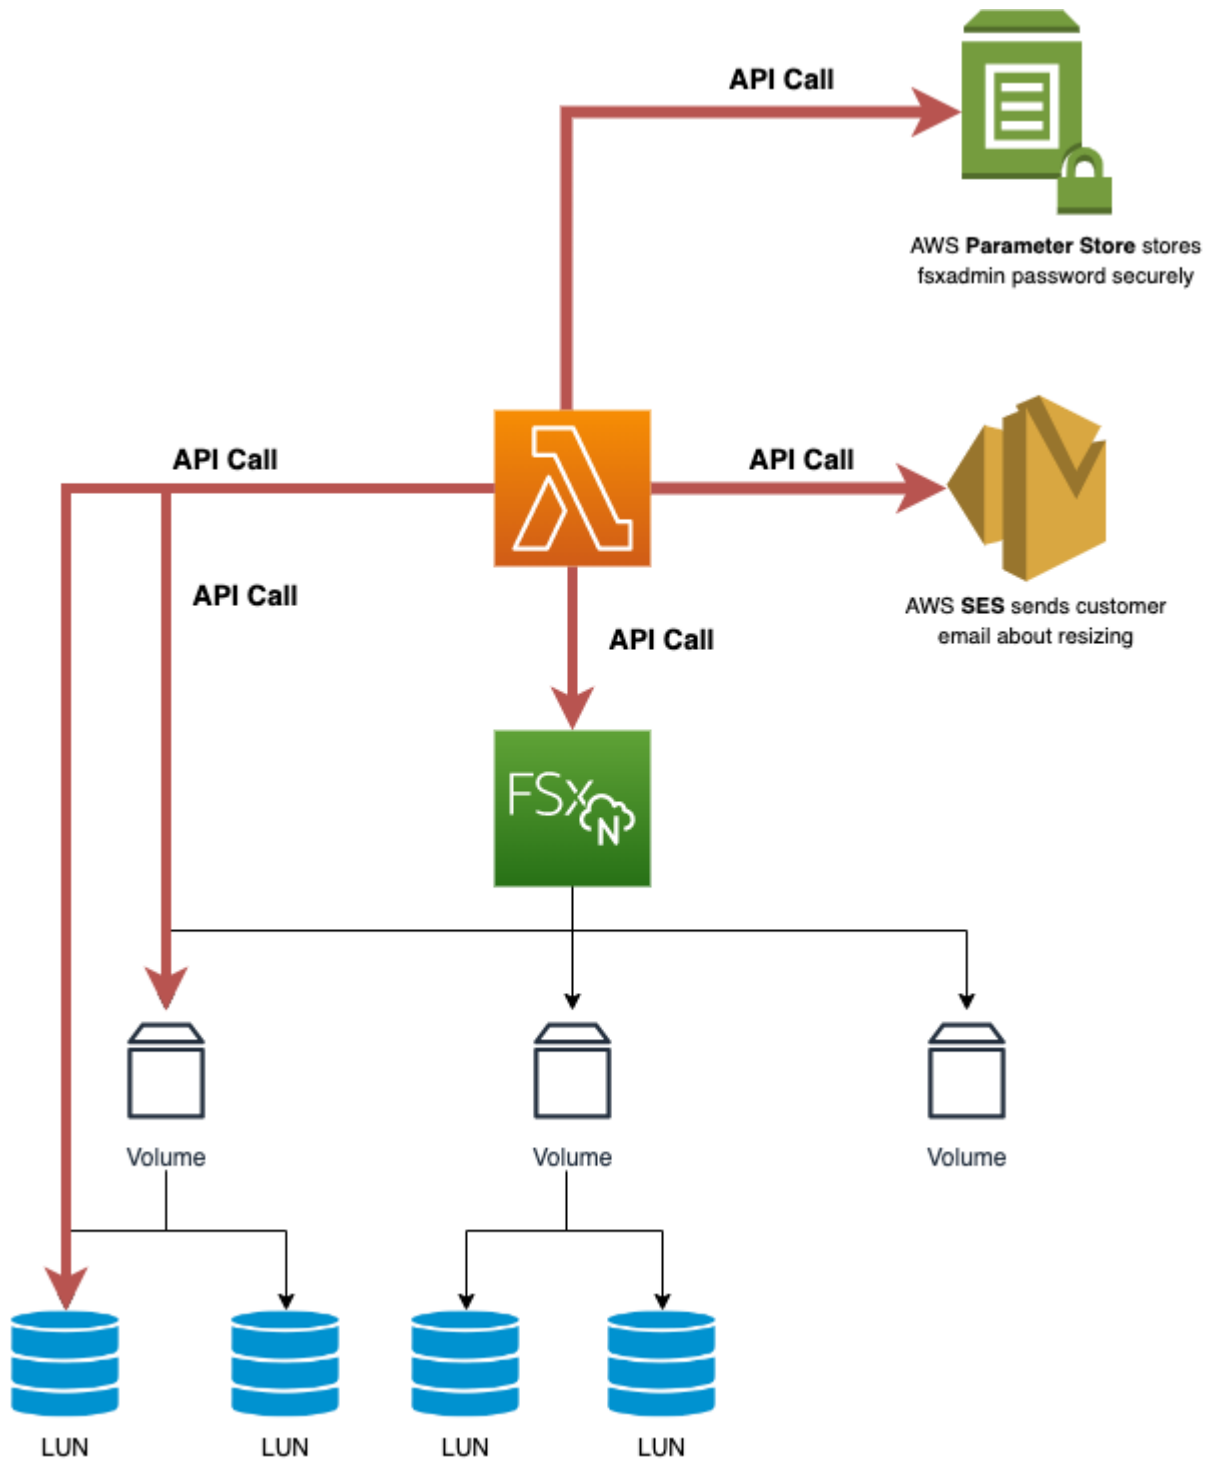 API Call
AWS Parameter Store stores
fsxadmin password securely
API Call
API Call
API Call
AWS SES sends customer
email about resizing
API Call
FSx
N
Volume
Volume
Volume
LUN
LUN
LUN
LUN